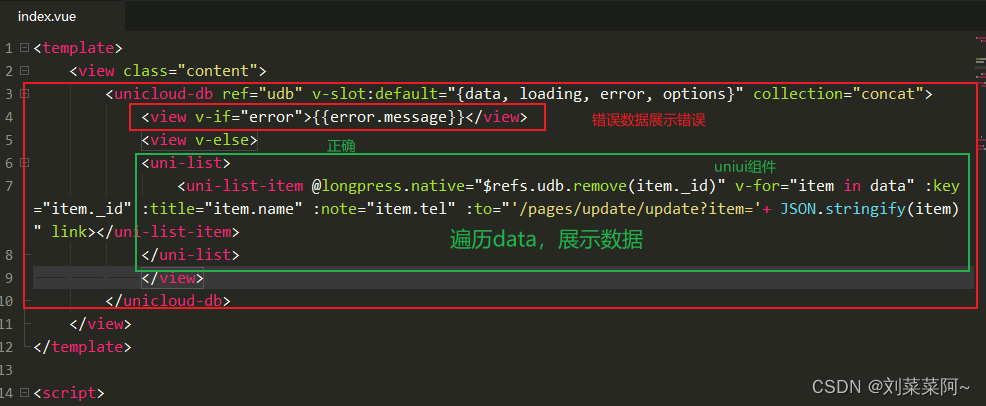 index.vue
1 <template>
2 <view class="content">
3 <unicloud-db ref="udb" v-slot:default="{data, loading, error, options}" collection="concat">
4 <view v-if="error">{{error.message}}</view> 错误数据展示错误
5 <view v-else> 正确
6 <uni-list> uniui组件
7 <uni-list-item @longpress.native="$refs.udb.remove(item._id)" v-for="item in data" :key
="item._id" :title="item.name" :note="item.tel" :to="'/pages/update/update?item='+ JSON.stringify(item)
" link></uni-list-item>
遍历data，展示数据
8 </uni-list>
9 </view>
10 </unicloud-db>
11 </view>
12 </template>
13
14 <script>
CSDN @刘菜菜阿~